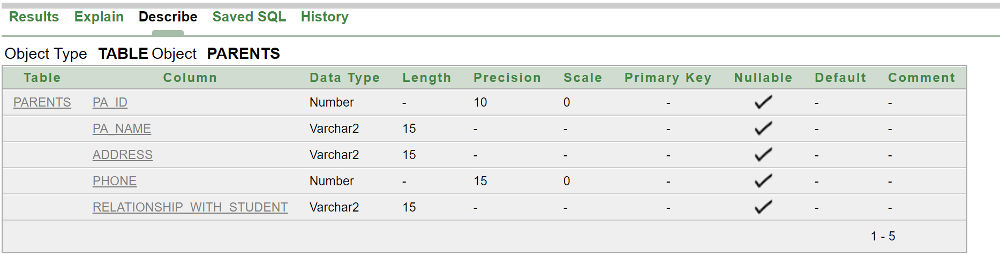 Results Explain Describe Saved SQL History
Object Type TABLE Object PARENTS
Table Column Data Type Length Precision Scale Primary Key Nullable Default Comment
PARENTS PA_ID Number - 10 0 - - -
PA_NAME Varchar2 15 - - - - -
ADDRESS Varchar2 15 - - - - -
PHONE Number - 15 0 - - -
RELATIONSHIP_WITH_STUDENT Varchar2 15 - - - - -
1 - 5